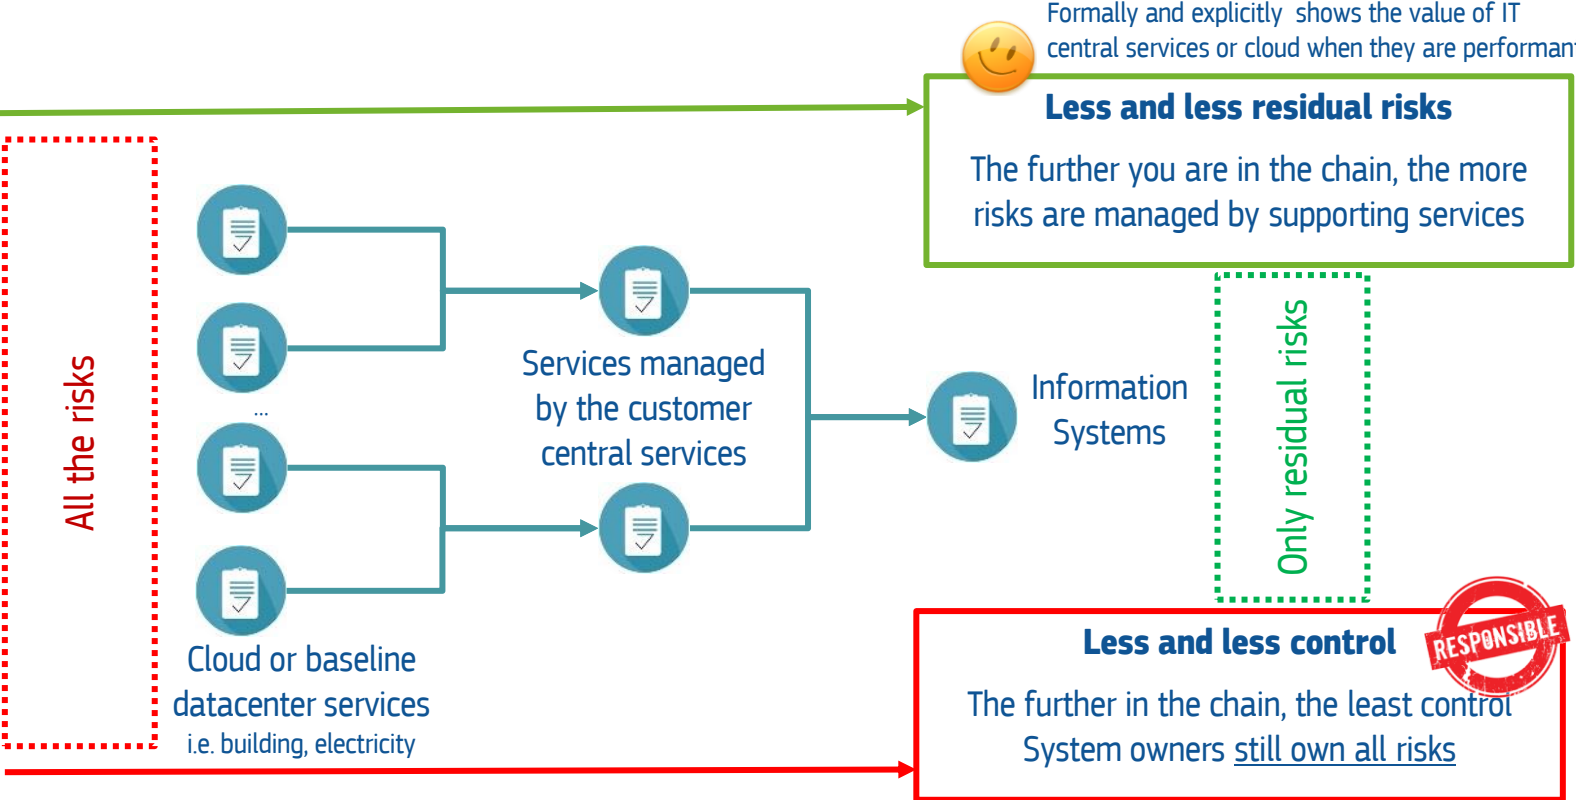 Formally and explicitly shows the value of IT
central services or cloud when they are performant
Less and less residual risks
The further you are in the chain, the more
risks are managed by supporting services
All the risks
...
Services managed
by the customer
central services
Information
Systems
Only residual risks
Cloud or baseline
datacenter services
i.e. building, electricity
Less and less control
RESPONSIBLE
The further in the chain, the least control
System owners still own all risks